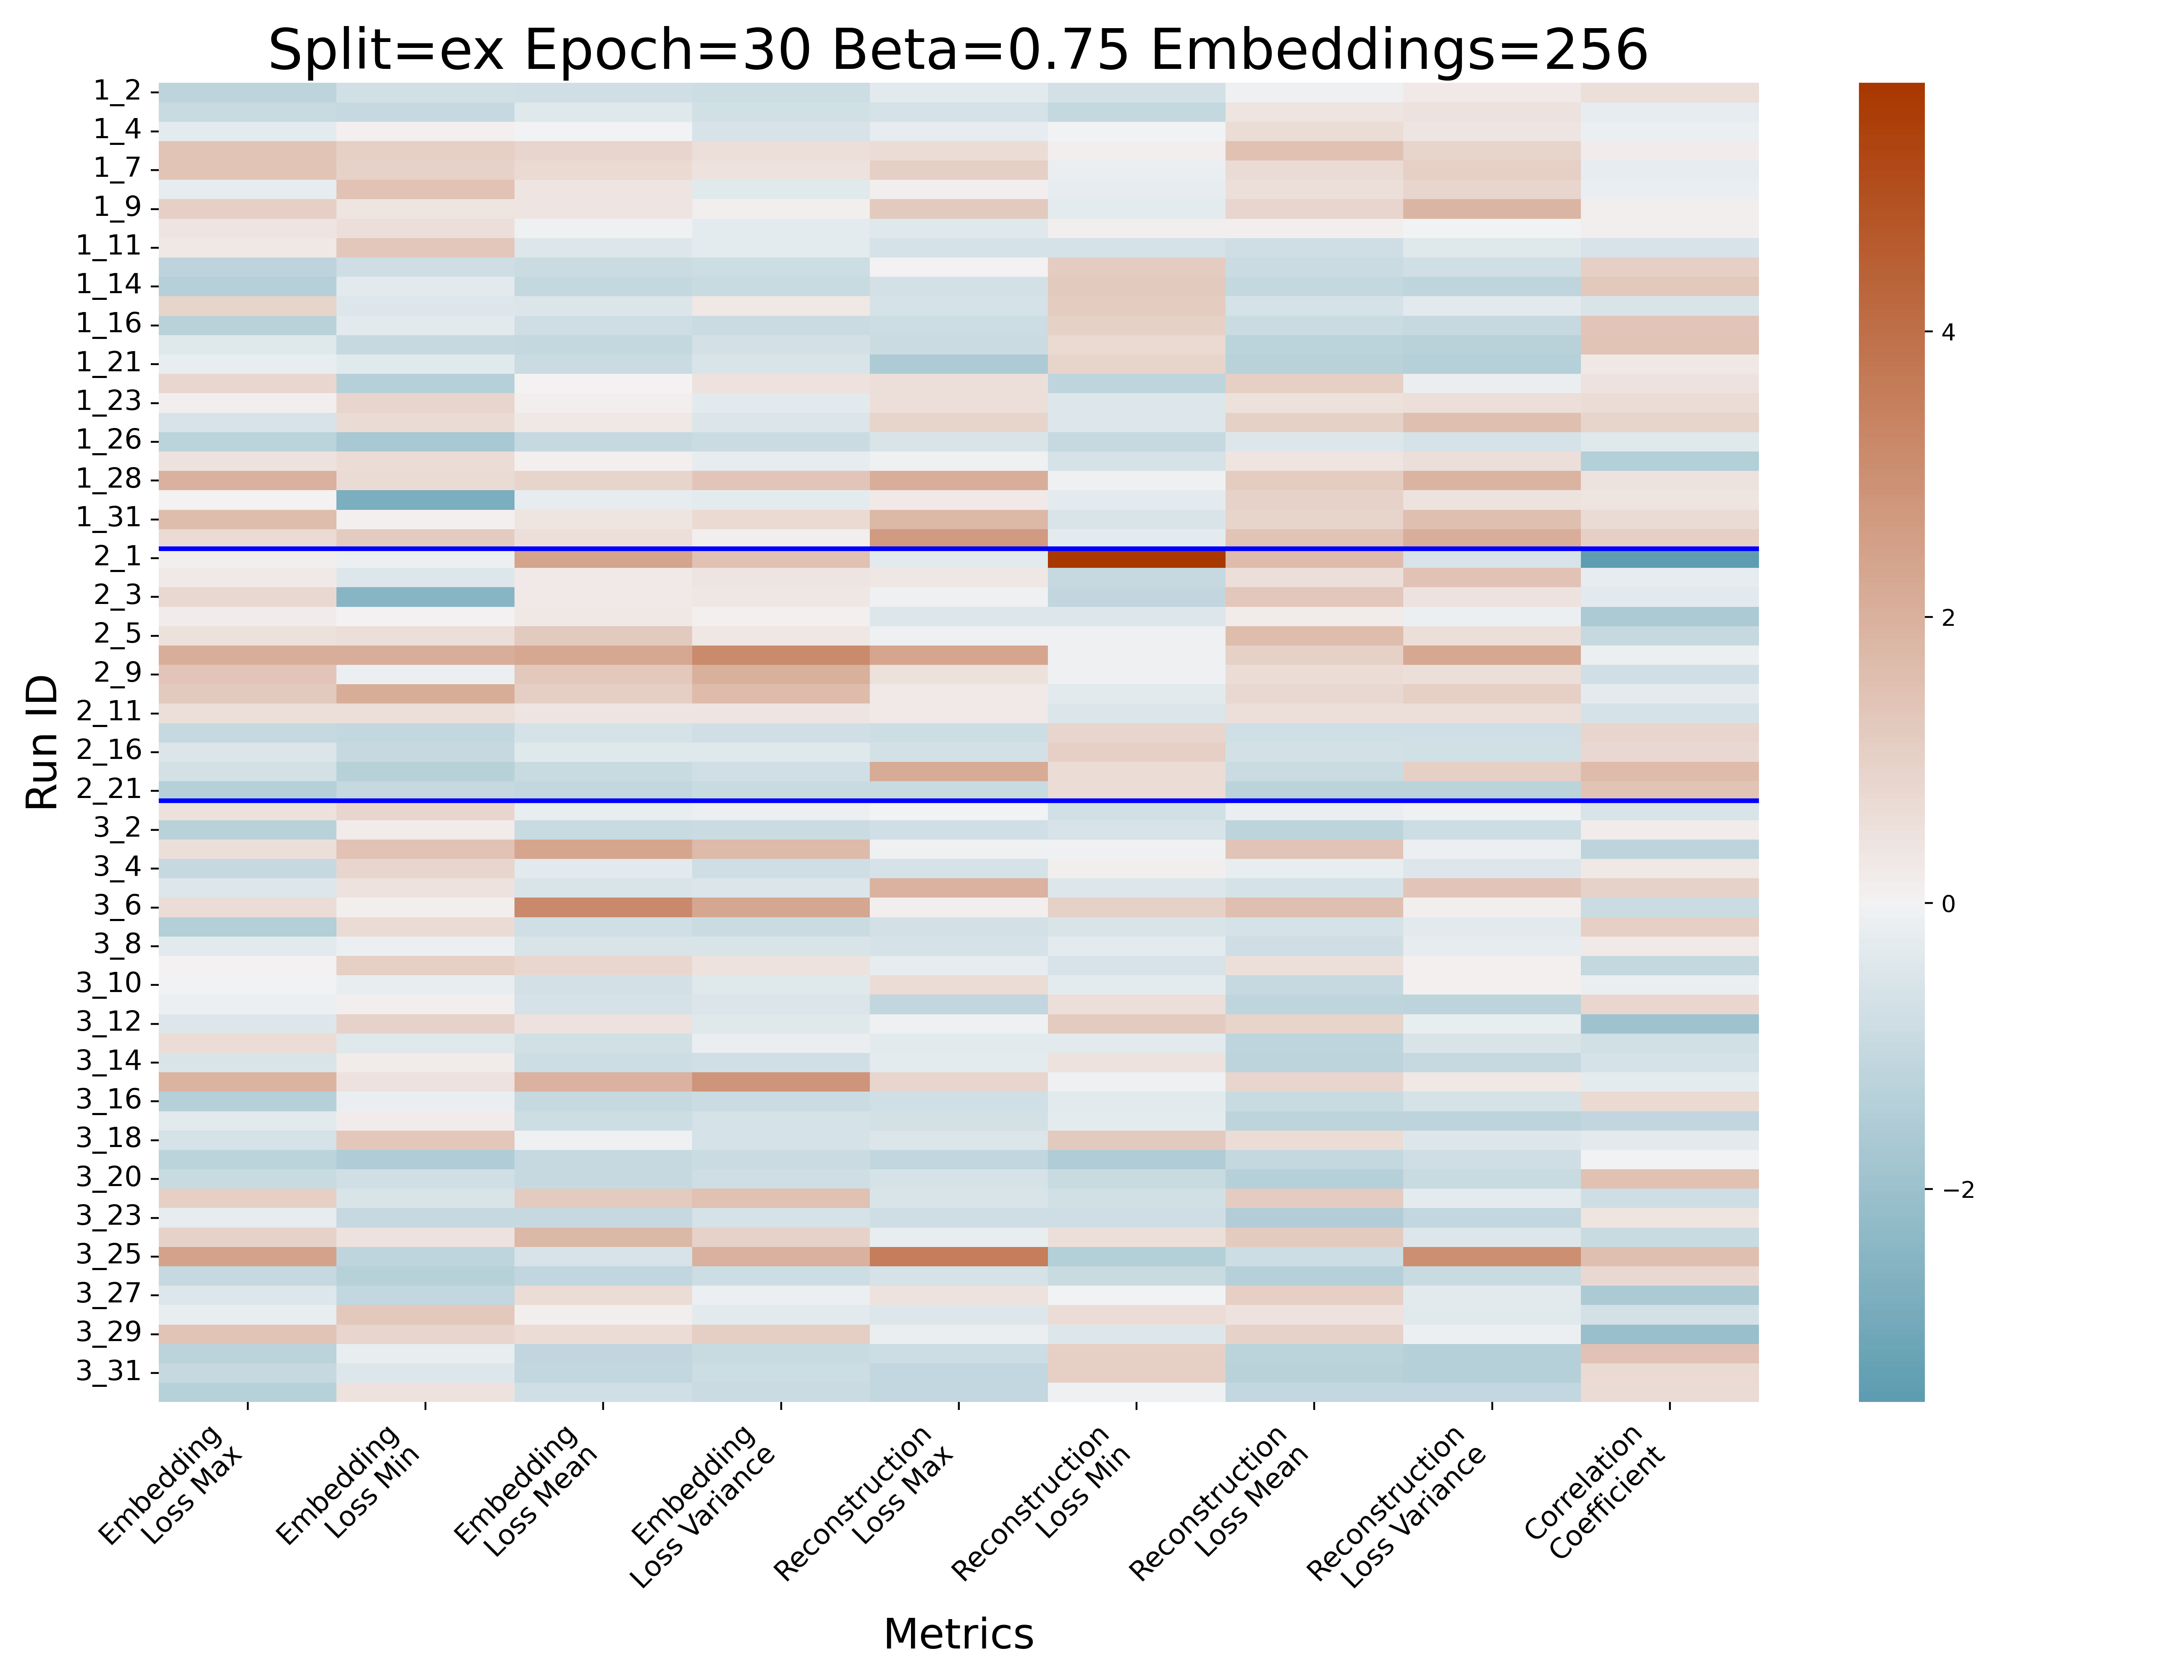 Split=ex Epoch=30 Beta=0.75 Embeddings=256
Run ID
1_2
1_4
1_7
1_9
1_11
1_14
1_16
1_21
1_23
1_26
1_28
1_31
2_1
2_3
2_5
2_9
2_11
2_16
2_21
3_2
3_4
3_6
3_8
3_10
3_12
3_14
3_16
3_18
3_20
3_23
3_25
3_27
3_29
3_31
4
2
0
−2
Embedding
Loss Max
Embedding
Loss Min
Embedding
Loss Mean
Embedding
Loss Variance
Reconstruction
Loss Max
Reconstruction
Loss Min
Reconstruction
Loss Mean
Reconstruction
Loss Variance
Correlation
Coefficient
Metrics